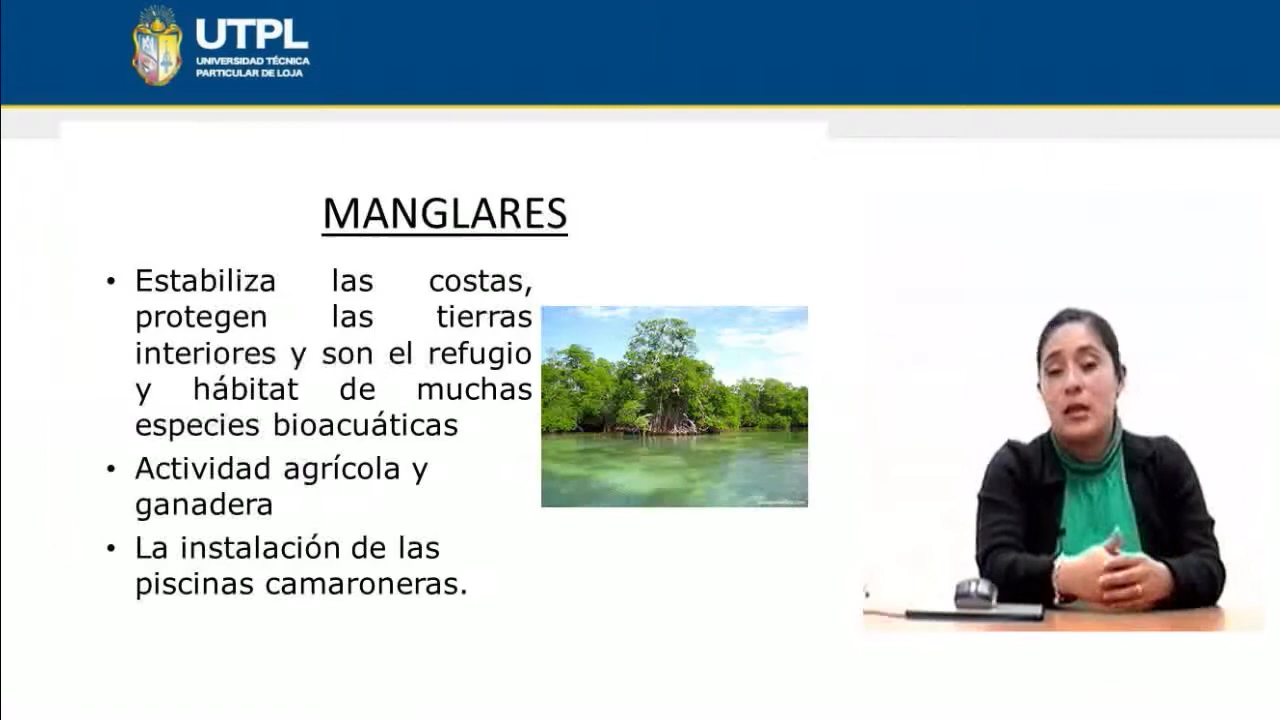 UTPL
UNIVERSIDAD TÉCNICA
PARTICULAR DE LOJA
MANGLARES
• Estabiliza las costas,
protegen las tierras
interiores y son el refugio
y hábitat de muchas
especies bioacuáticas
• Actividad agrícola y
ganadera
• La instalación de las
piscinas camaroneras.